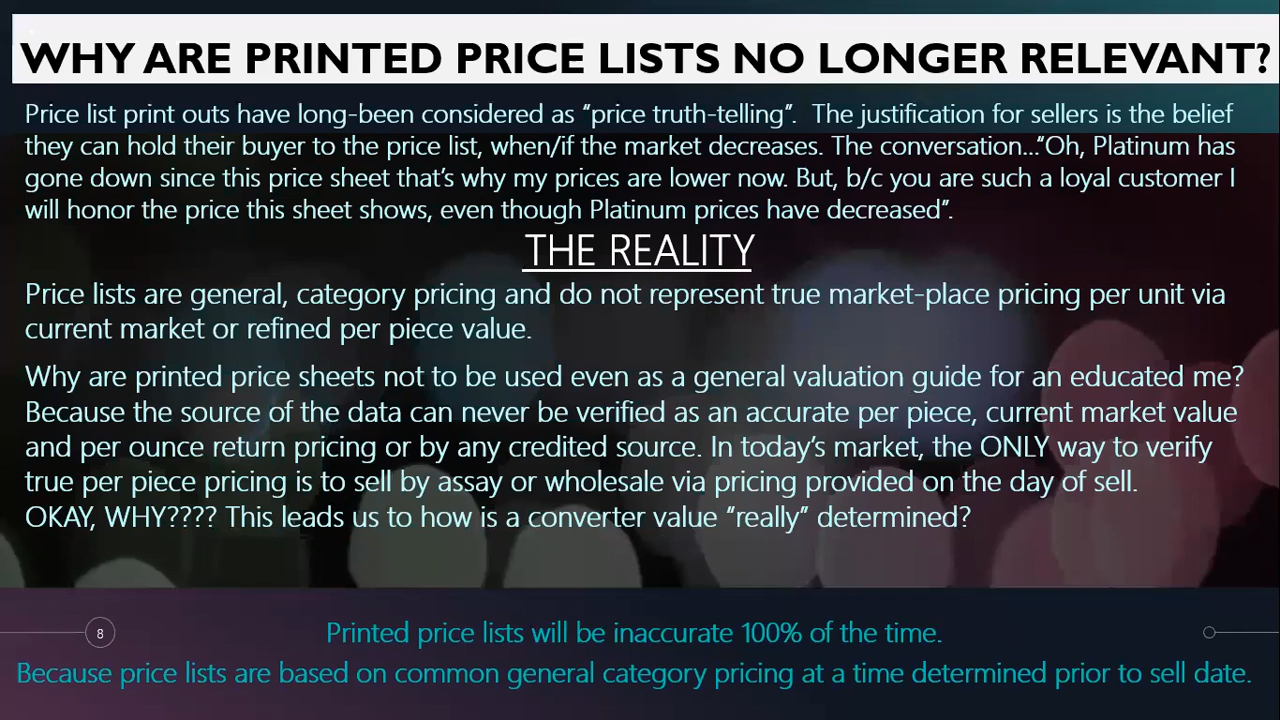 WHY ARE PRINTED PRICE LISTS NO LONGER RELEVANT?
Price list print outs have long-been considered as “price truth-telling”.  The justification for sellers is the belief
they can hold their buyer to the price list, when/if the market decreases. The conversation…“Oh, Platinum has
gone down since this price sheet that’s why my prices are lower now. But, b/c you are such a loyal customer I
will honor the price this sheet shows, even though Platinum prices have decreased”.
THE REALITY
Price lists are general, category pricing and do not represent true market-place pricing per unit via
current market or refined per piece value.
Why are printed price sheets not to be used even as a general valuation guide for an educated me?
Because the source of the data can never be verified as an accurate per piece, current market value
and per ounce return pricing or by any credited source. In today’s market, the ONLY way to verify
true per piece pricing is to sell by assay or wholesale via pricing provided on the day of sell.
OKAY, WHY???? This leads us to how is a converter value “really” determined?
8
Printed price lists will be inaccurate 100% of the time.
Because price lists are based on common general category pricing at a time determined prior to sell date.